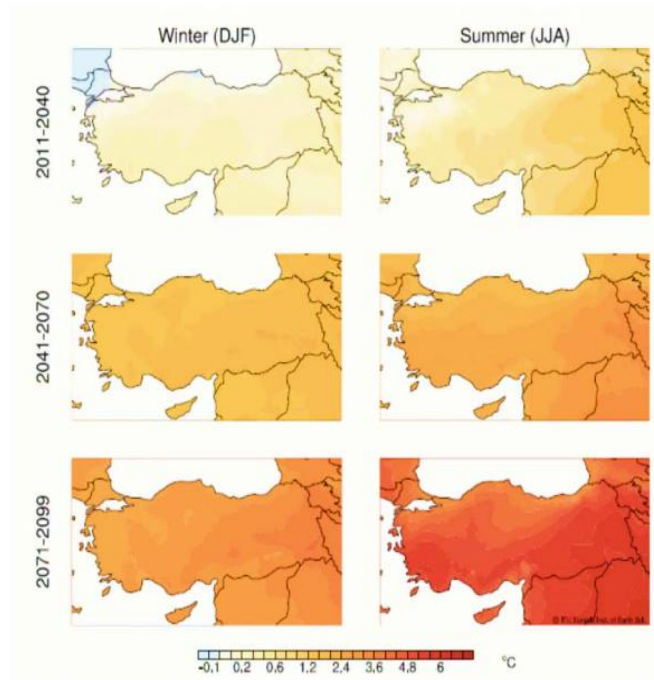 Winter (DJF)
Summer (JJA)
2011-2040
2041-2070
2071-2099
-0,1 0,2 0,6 1,2 2,4 3,6 4,8 6 °C